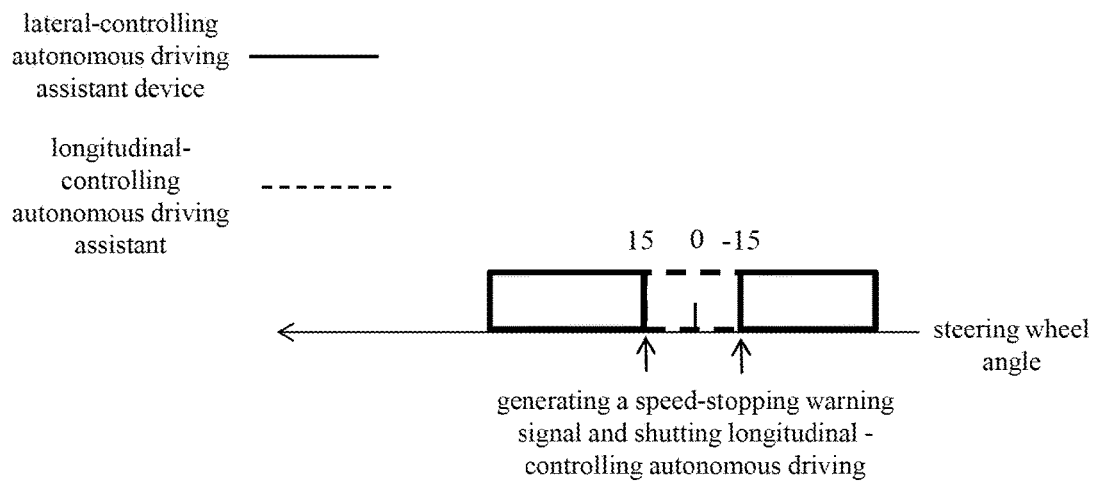 lateral-controlling
autonomous driving
assistant device
longitudinal-
controlling
autonomous driving
assistant
15 0 -15
steering wheel
angle
generating a speed-stopping warning
signal and shutting longitudinal -
controlling autonomous driving